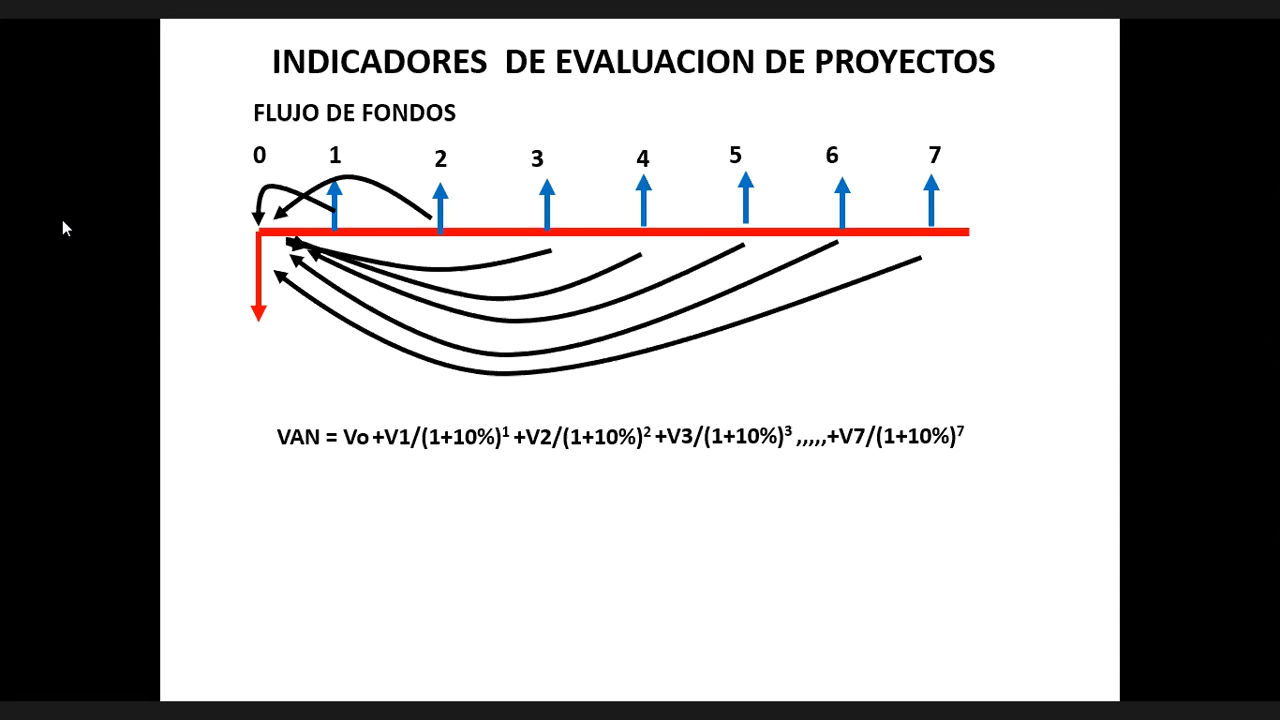 INDICADORES  DE EVALUACION DE PROYECTOS
FLUJO DE FONDOS
0 1 2 3 4 5 6 7
VAN = Vo +V1/(1+10%)¹ +V2/(1+10%)² +V3/(1+10%)³ ,,,,,+V7/(1+10%)⁷